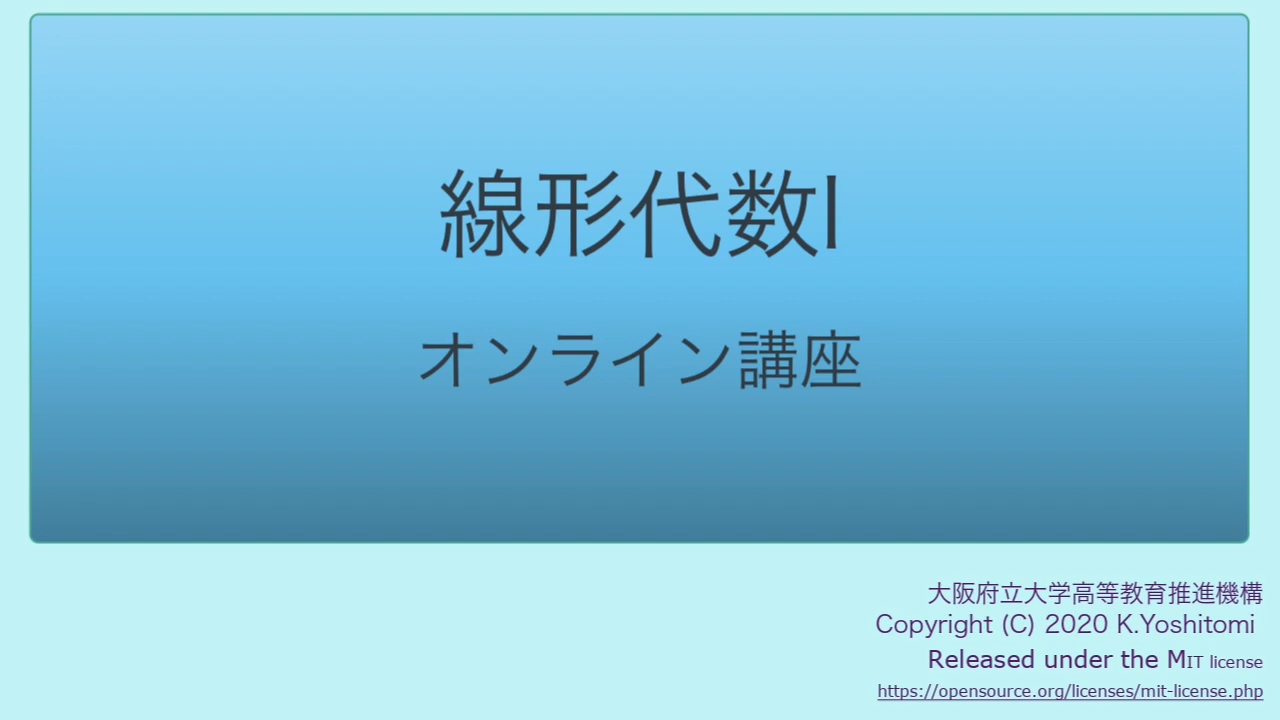 線形代数I
オンライン講座
大阪府立大学高等教育推進機構
Copyright (C) 2020 K.Yoshitomi
Released under the MIT license
https://opensource.org/licenses/mit-license.php